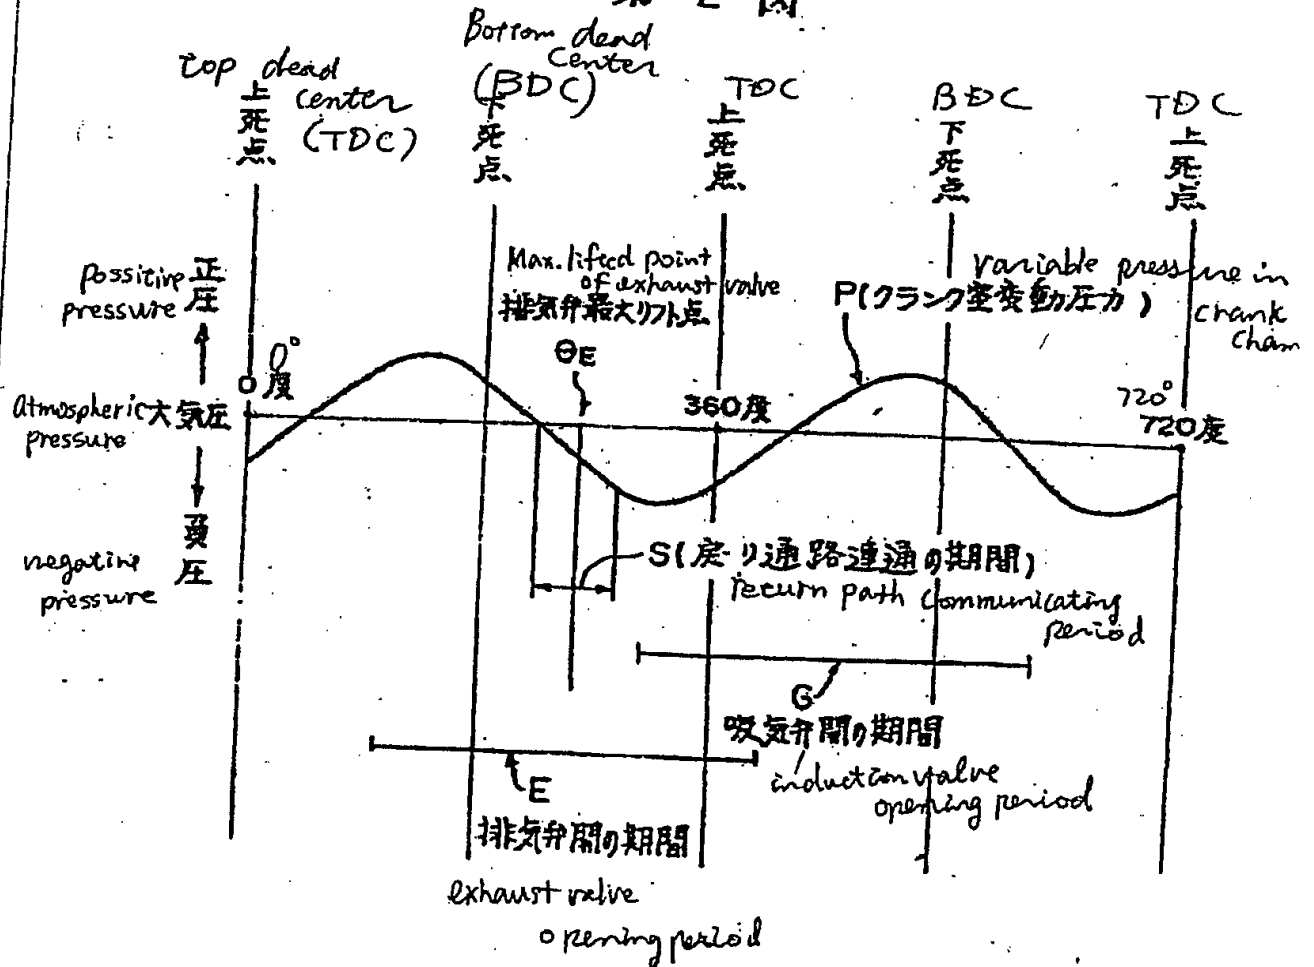 第 2 図
top dead
center
(TDC)
上死点
Bottom dead
center
(BDC)
下死点
TDC
上死点
BDC
下死点
TDC
上死点
possitive
pressure
正圧
Max. lifted point
of exhaust valve
排気弁最大リフト点
θE
variable pressure in
crank
cham
P(クランク室変動圧力)
0°
0度
atmospheric
pressure
大気圧
360度
720°
720度
負圧
negative
pressure
S(戻り通路連通の期間)
return path communicating
period
G
吸気弁開の期間
induction valve
opening period
E
排気弁開の期間
exhaust valve
opening period